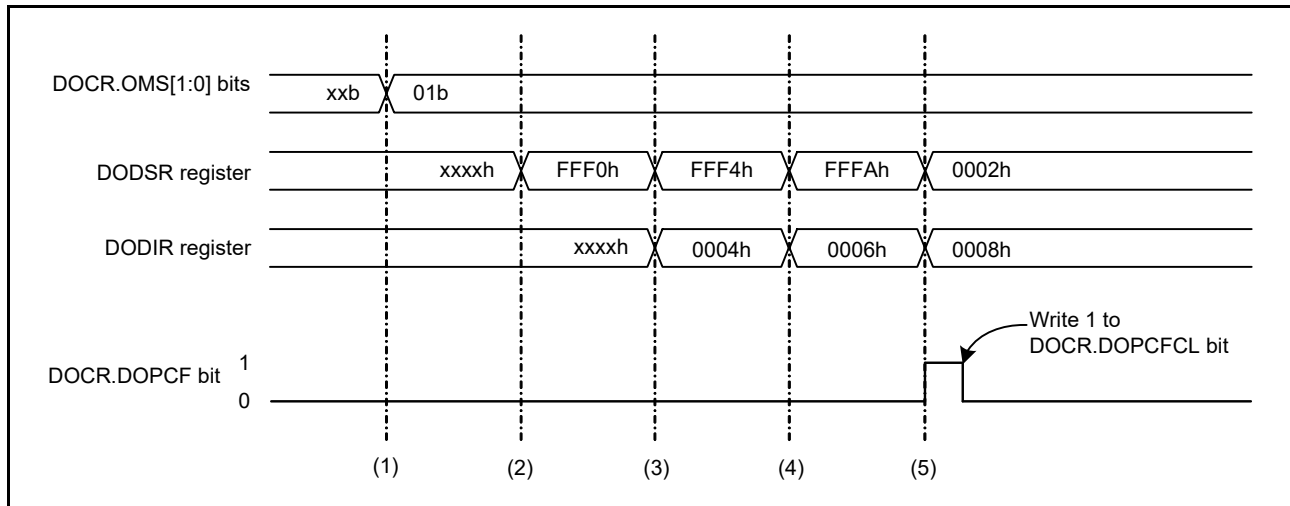 DOCR.OMS[1:0] bits
xxb
01b
DODSR register
xxxxh
FFF0h
FFF4h
FFFAh
0002h
DODIR register
xxxxh
0004h
0006h
0008h
Write 1 to
DOCR.DOPCFCL bit
DOCR.DOPCF bit
1
0
(1)
(2)
(3)
(4)
(5)